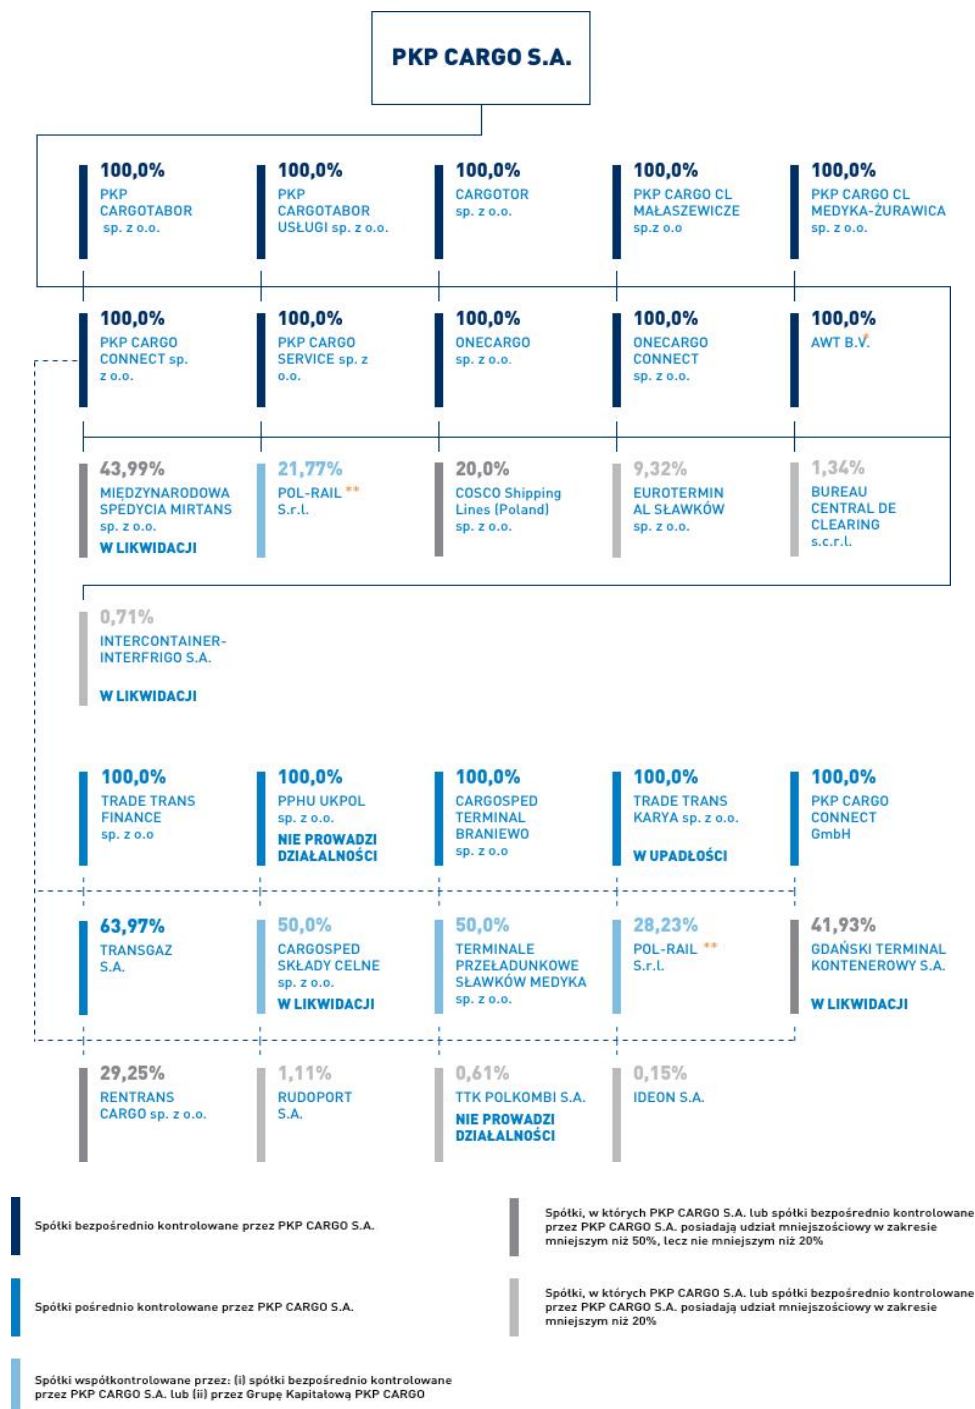 PKP CARGO S.A.
100,0%
PKP
CARGOTABOR
sp. z o.o.
100,0%
PKP
CARGOTABOR
USŁUGI sp. z o.o.
100,0%
CARGOTOR
sp. z o.o.
100,0%
PKP CARGO CL
MAŁASZEWICZE
sp.z o.o
100,0%
PKP CARGO CL
MEDYKA-ŻURAWICA
sp. z o.o.
100,0%
PKP CARGO
CONNECT sp.
z o.o.
100,0%
PKP CARGO
SERVICE sp. z
o.o.
100,0%
ONECARGO
sp. z o.o.
100,0%
ONECARGO
CONNECT
sp. z o.o.
100,0%
AWT B.V.*
43,99%
MIĘDZYNARODOWA
SPEDYCJA MIRTANS
sp. z o.o.
W LIKWIDACJI
21,77%
POL-RAIL **
S.r.l.
20,0%
COSCO Shipping
Lines (Poland)
sp. z o.o.
9,32%
EUROTERMIN
AL SŁAWKÓW
sp. z o.o.
1,34%
BUREAU
CENTRAL DE
CLEARING
s.c.r.l.
0,71%
INTERCONTAINER-
INTERFRIGO S.A.
W LIKWIDACJI
100,0%
TRADE TRANS
FINANCE
sp. z o.o
100,0%
PPHU UKPOL
sp. z o.o.
NIE PROWADZI
DZIAŁALNOŚCI
100,0%
CARGOSPED
TERMINAL
BRANIEWO
sp. z o.o
100,0%
TRADE TRANS
KARYA sp. z o.o.
W UPADŁOŚCI
100,0%
PKP CARGO
CONNECT
GmbH
63,97%
TRANSGAZ
S.A.
50,0%
CARGOSPED
SKŁADY CELNE
sp. z o.o.
W LIKWIDACJI
50,0%
TERMINALE
PRZEŁADUNKOWE
SŁAWKÓW MEDYKA
sp. z o.o.
28,23%
POL-RAIL **
S.r.l.
41,93%
GDAŃSKI TERMINAL
KONTENEROWY S.A.
W LIKWIDACJI
29,25%
RENTRANS
CARGO sp. z o.o.
1,11%
RUDOPORT
S.A.
0,61%
TTK POLKOMBI S.A.
NIE PROWADZI
DZIAŁALNOŚCI
0,15%
IDEON S.A.
Spółki bezpośrednio kontrolowane przez PKP CARGO S.A.
Spółki pośrednio kontrolowane przez PKP CARGO S.A.
Spółki współkontrolowane przez: (i) spółki bezpośrednio kontrolowane
przez PKP CARGO S.A. lub (ii) przez Grupę Kapitałową PKP CARGO
Spółki, w których PKP CARGO S.A. lub spółki bezpośrednio kontrolowane
przez PKP CARGO S.A. posiadają udział mniejszościowy w zakresie
mniejszym niż 50%, lecz nie mniejszym niż 20%
Spółki, w których PKP CARGO S.A. lub spółki bezpośrednio kontrolowane
przez PKP CARGO S.A. posiadają udział mniejszościowy w zakresie
mniejszym niż 20%